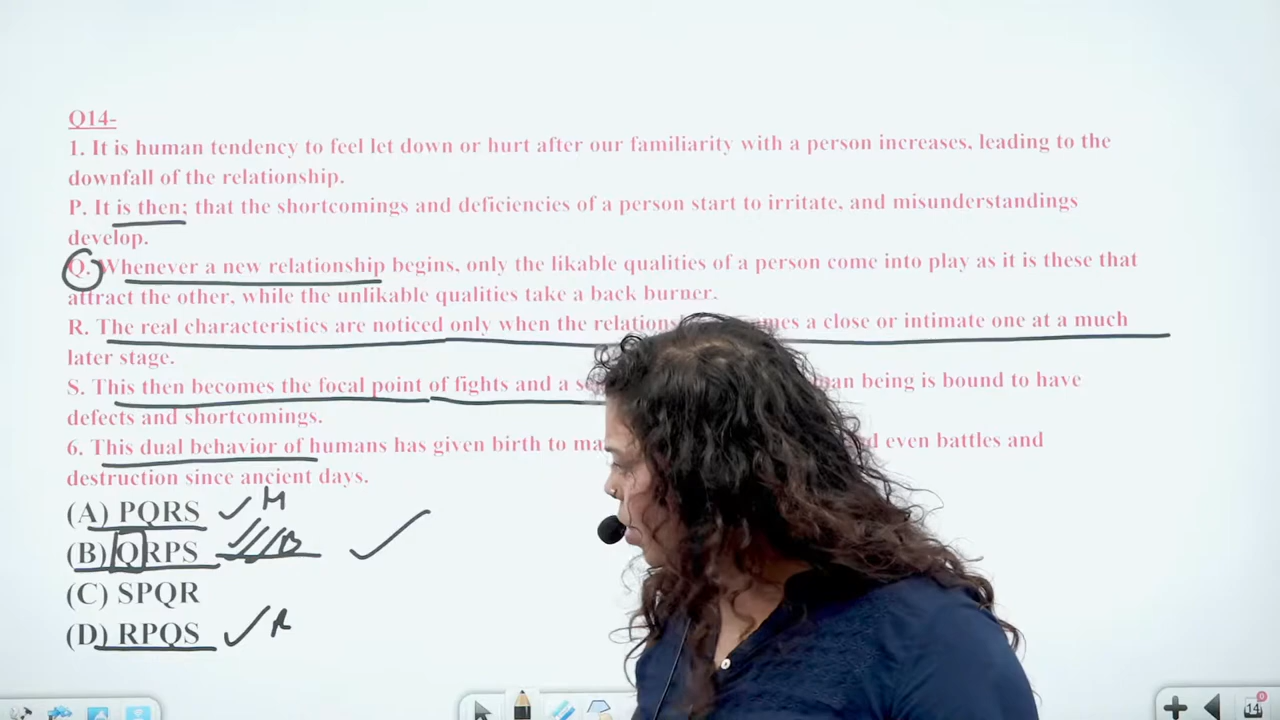 Q14-
1. It is human tendency to feel let down or hurt after our familiarity with a person increases, leading to the
downfall of the relationship.
P. It is then; that the shortcomings and deficiencies of a person start to irritate, and misunderstandings
develop.
Q. Whenever a new relationship begins, only the likable qualities of a person come into play as it is these that
attract the other, while the unlikable qualities take a back burner.
R. The real characteristics are noticed only when the a close or intimate one at a much
later stage.
S. This then becomes the focal point of fights and a being is bound to have
defects and shortcomings.
6. This dual behavior of humans has given birth to even battles and
destruction since ancient days.
(A) PQRS M
(B) QRPS
(C) SPQR
(D) RPQS
14